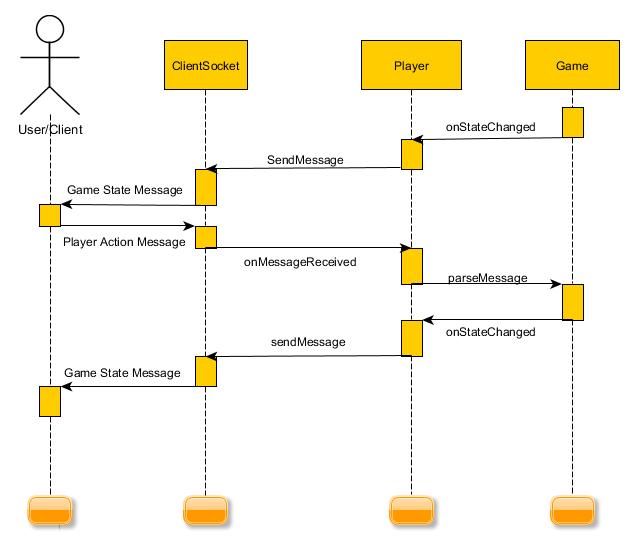 ClientSocket
Player
Game
User/Client
onStateChanged
SendMessage
Game State Message
Player Action Message
onMessageReceived
parseMessage
onStateChanged
sendMessage
Game State Message